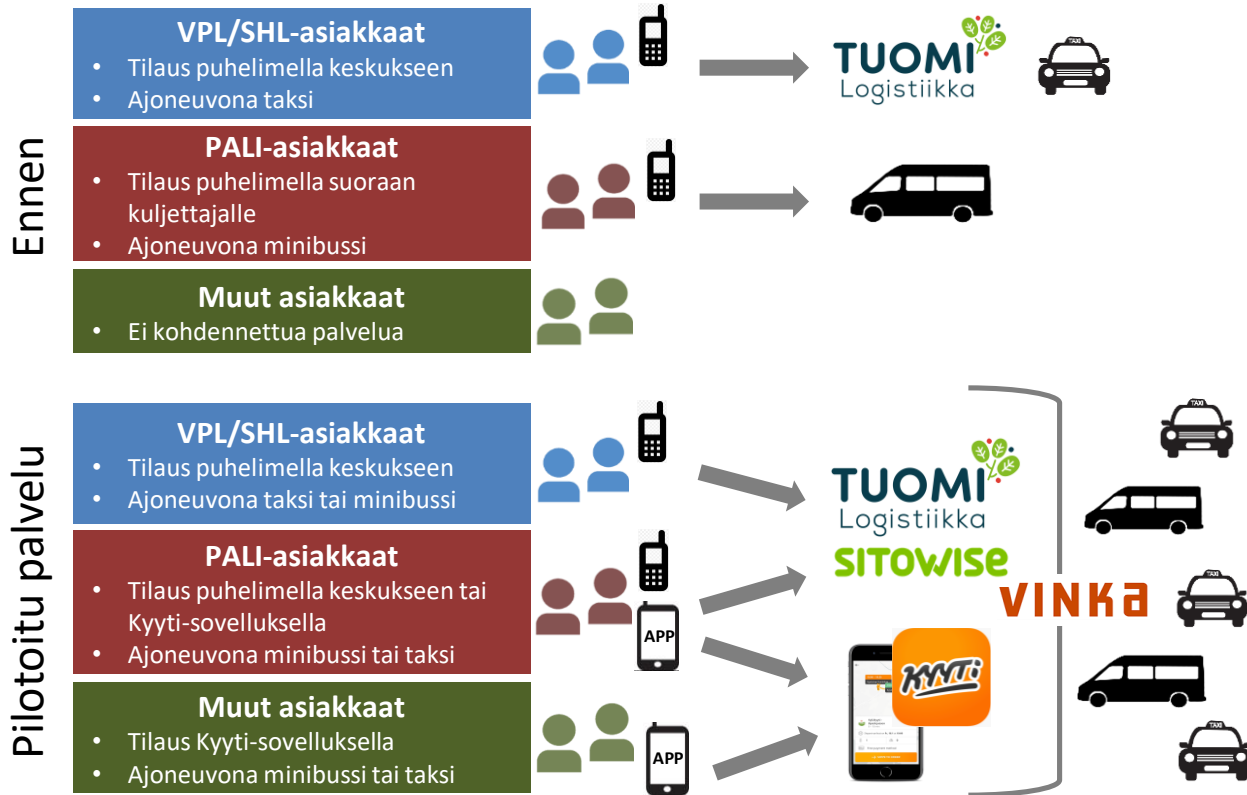 Ennen
VPL/SHL-asiakkaat
• Tilaus puhelimella keskukseen
• Ajoneuvona taksi
TUOMI
Logistiikka
TAXI
PALI-asiakkaat
• Tilaus puhelimella suoraan
kuljettajalle
• Ajoneuvona minibussi
Muut asiakkaat
• Ei kohdennettua palvelua
Pilotoitu palvelu
VPL/SHL-asiakkaat
• Tilaus puhelimella keskukseen
• Ajoneuvona taksi tai minibussi
TUOMI
Logistiikka
SITOWISE
TAXI
PALI-asiakkaat
• Tilaus puhelimella keskukseen tai
Kyyti-sovelluksella
• Ajoneuvona minibussi tai taksi
APP
VINKa
TAXI
KYYTi
Muut asiakkaat
• Tilaus Kyyti-sovelluksella
• Ajoneuvona minibussi tai taksi
APP
TAXI